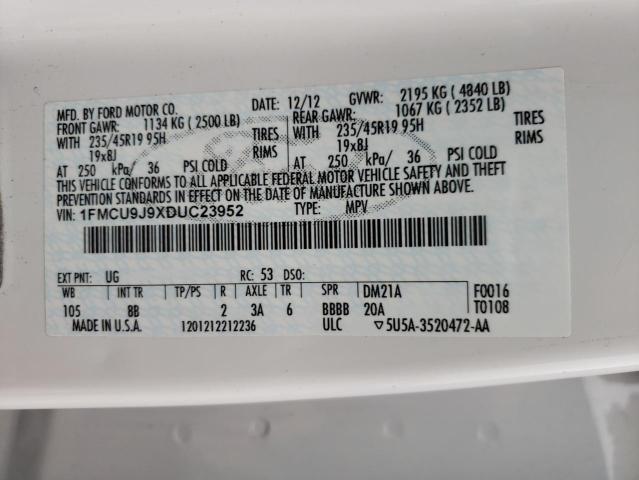 MFD. BY FORD MOTOR CO. DATE: 12/12 GVWR: 2195 KG ( 4840 LB)
FRONT GAWR: 1134 KG ( 2500 LB) REAR GAWR: 1067 KG ( 2352 LB)
WITH 235/45R19 95H TIRES WITH 235/45R19 95H TIRES
19x8J RIMS 19x8J RIMS
AT 250 kPa/ 36 PSI COLD AT 250 kPa/ 36 PSI COLD
THIS VEHICLE CONFORMS TO ALL APPLICABLE FEDERAL MOTOR VEHICLE SAFETY AND THEFT
PREVENTION STANDARDS IN EFFECT ON THE DATE OF MANUFACTURE SHOWN ABOVE.
VIN: 1FMCU9J9XDUC23952 TYPE: MPV
EXT PNT: UG RC: 53 DSO:
WB INT TR TP/PS R AXLE TR SPR DM21A F0016
105 8B 2 3A 6 BBBB 20A T0108
MADE IN U.S.A. 1201212212236 ULC ▽5U5A-3520472-AA